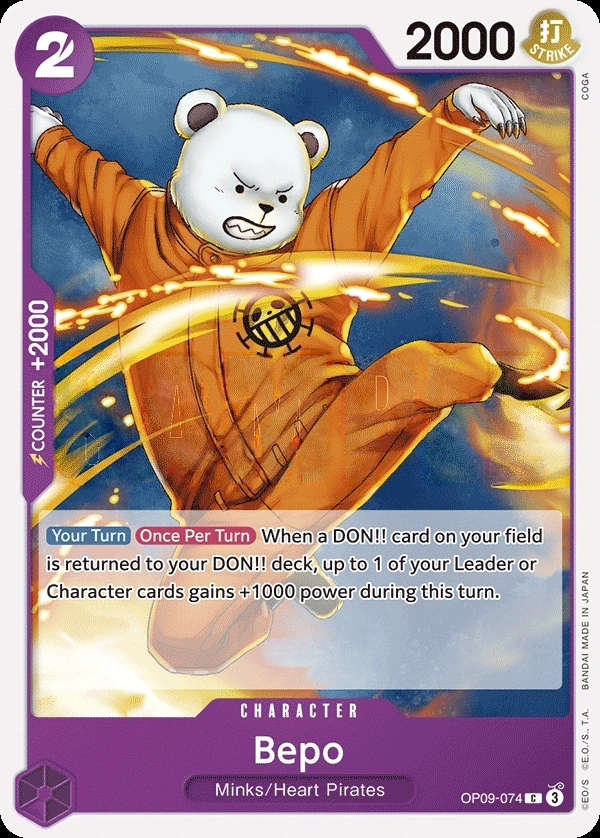 2
2000
打
STRIKE
COGA
COUNTER +2000
Your Turn Once Per Turn When a DON!! card on your field
is returned to your DON!! deck, up to 1 of your Leader or
Character cards gains +1000 power during this turn.
CHARACTER
Bepo
Minks/Heart Pirates
OP09-074 C 3
©E.O/S ©E.O./S., T.A. BANDAI MADE IN JAPAN